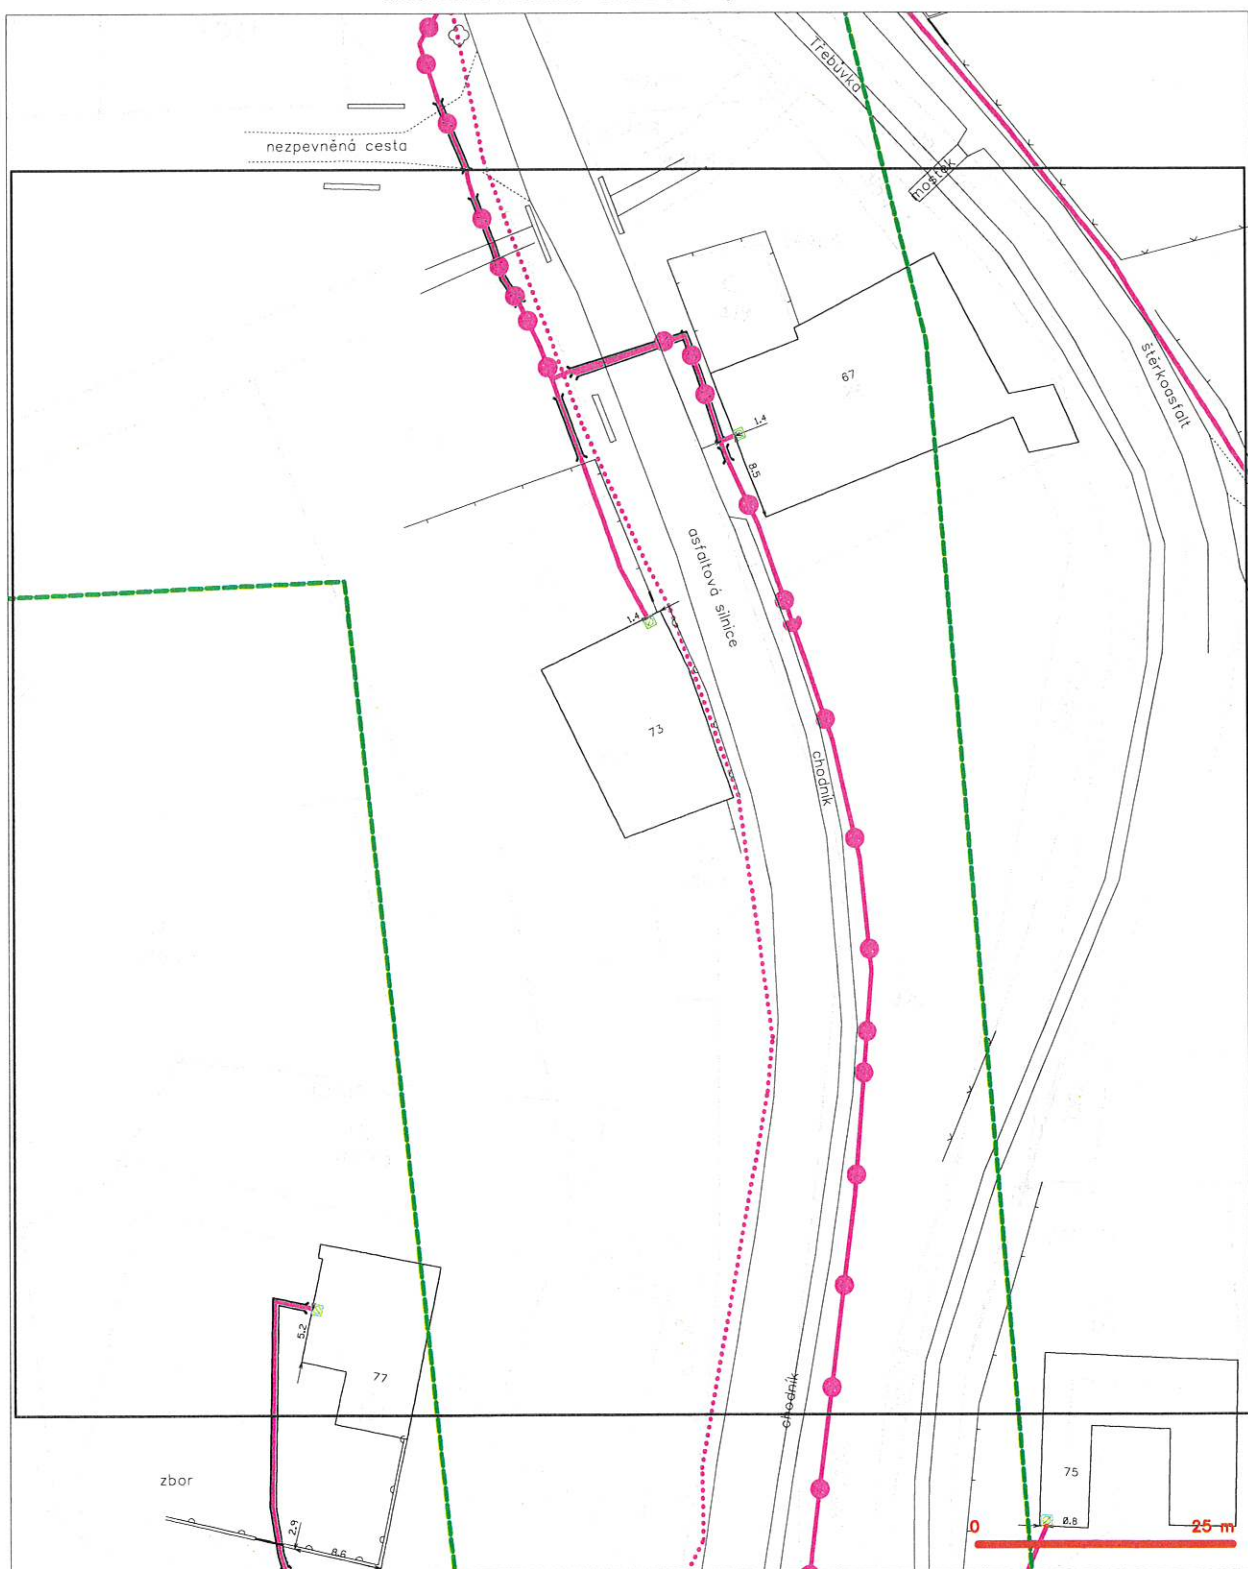 Třebůvka
nezpevněná cesta
mostek
štěrkoasfalt
67
1.4
8.5
asfaltová silnice
1.4
73
chodník
5.2
77
chodník
zbor
75
2.9
8.6
0.8
0
25 m